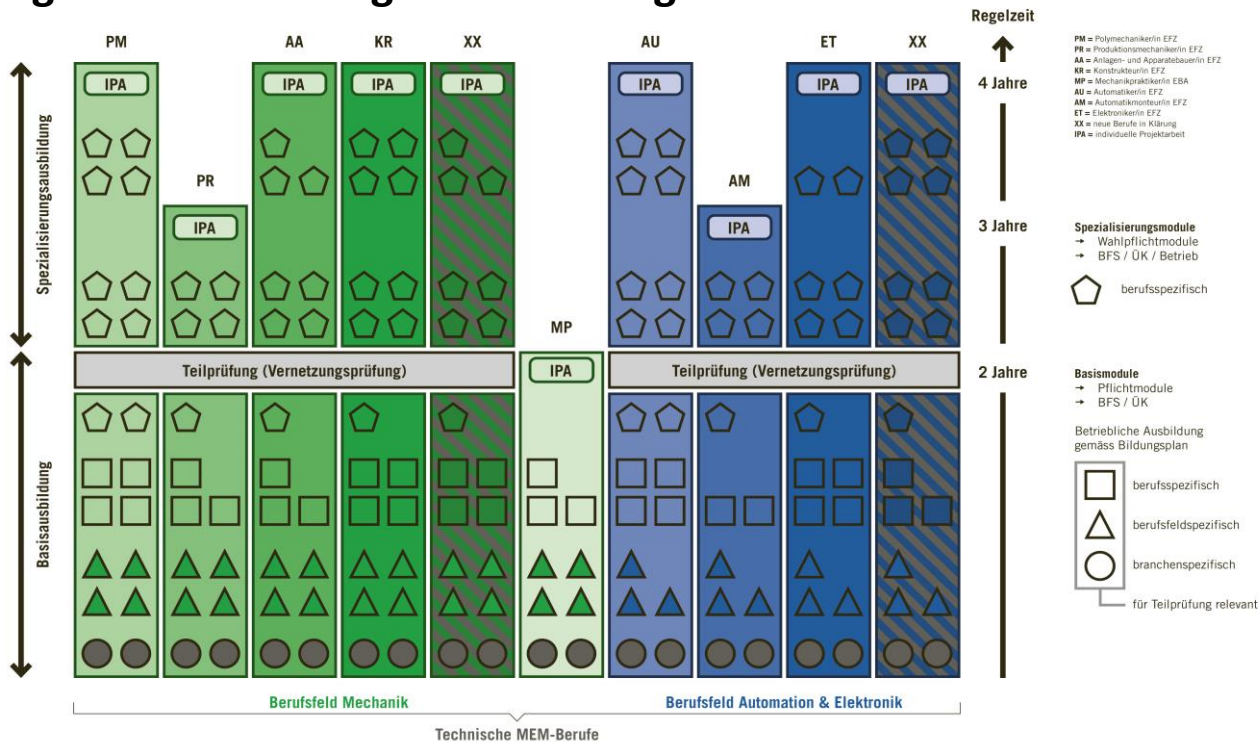 Regelzeit
PM
AA
KR
XX
AU
ET
XX
PM = Polymechaniker/in EFZ
PR = Produktionsmechaniker/in EFZ
AA = Anlagen- und Apparatebauer/in EFZ
KR = Konstrukteur/in EFZ
MP = Mechanikpraktiker/in EBA
AU = Automatiker/in EFZ
AM = Automatikmonteur/in EFZ
ET = Elektroniker/in EFZ
XX = neue Berufe in Klärung
IPA = individuelle Projektarbeit
IPA
IPA
IPA
IPA
IPA
IPA
IPA
4 Jahre
Spezialisierungsausbildung
PR
AM
IPA
IPA
3 Jahre
Spezialisierungsmodule
→ Wahlpflichtmodule
→ BFS / ÜK / Betrieb
berufsspezifisch
MP
Teilprüfung (Vernetzungsprüfung)
IPA
Teilprüfung (Vernetzungsprüfung)
2 Jahre
Basisausbildung
Basismodule
→ Pflichtmodule
→ BFS / ÜK
Betriebliche Ausbildung
gemäss Bildungsplan
berufsspezifisch
berufsfeldspezifisch
branchenspezifisch
für Teilprüfung relevant
Berufsfeld Mechanik
Berufsfeld Automation & Elektronik
Technische MEM-Berufe